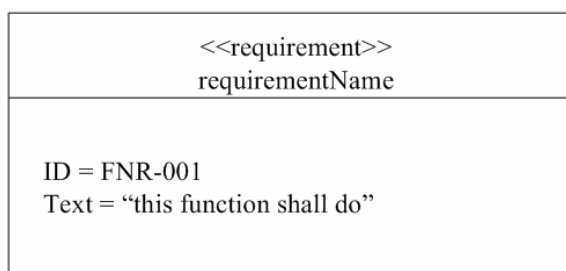 <<requirement>>
requirementName
ID = FNR-001
Text = “this function shall do”